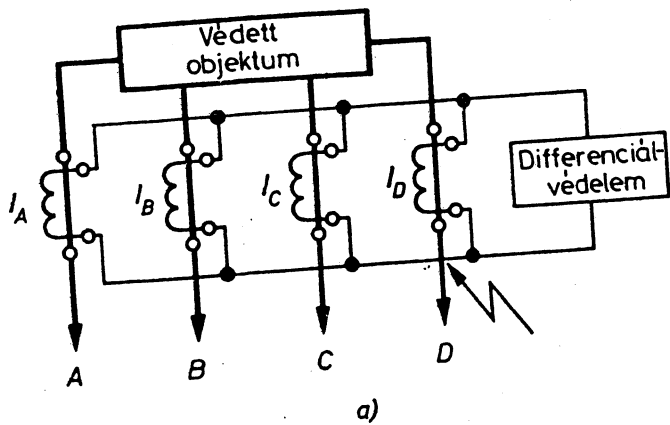 Védett
objektum
Differenciál-
védelem
I_A
I_B
I_C
I_D
A
B
C
D
a)